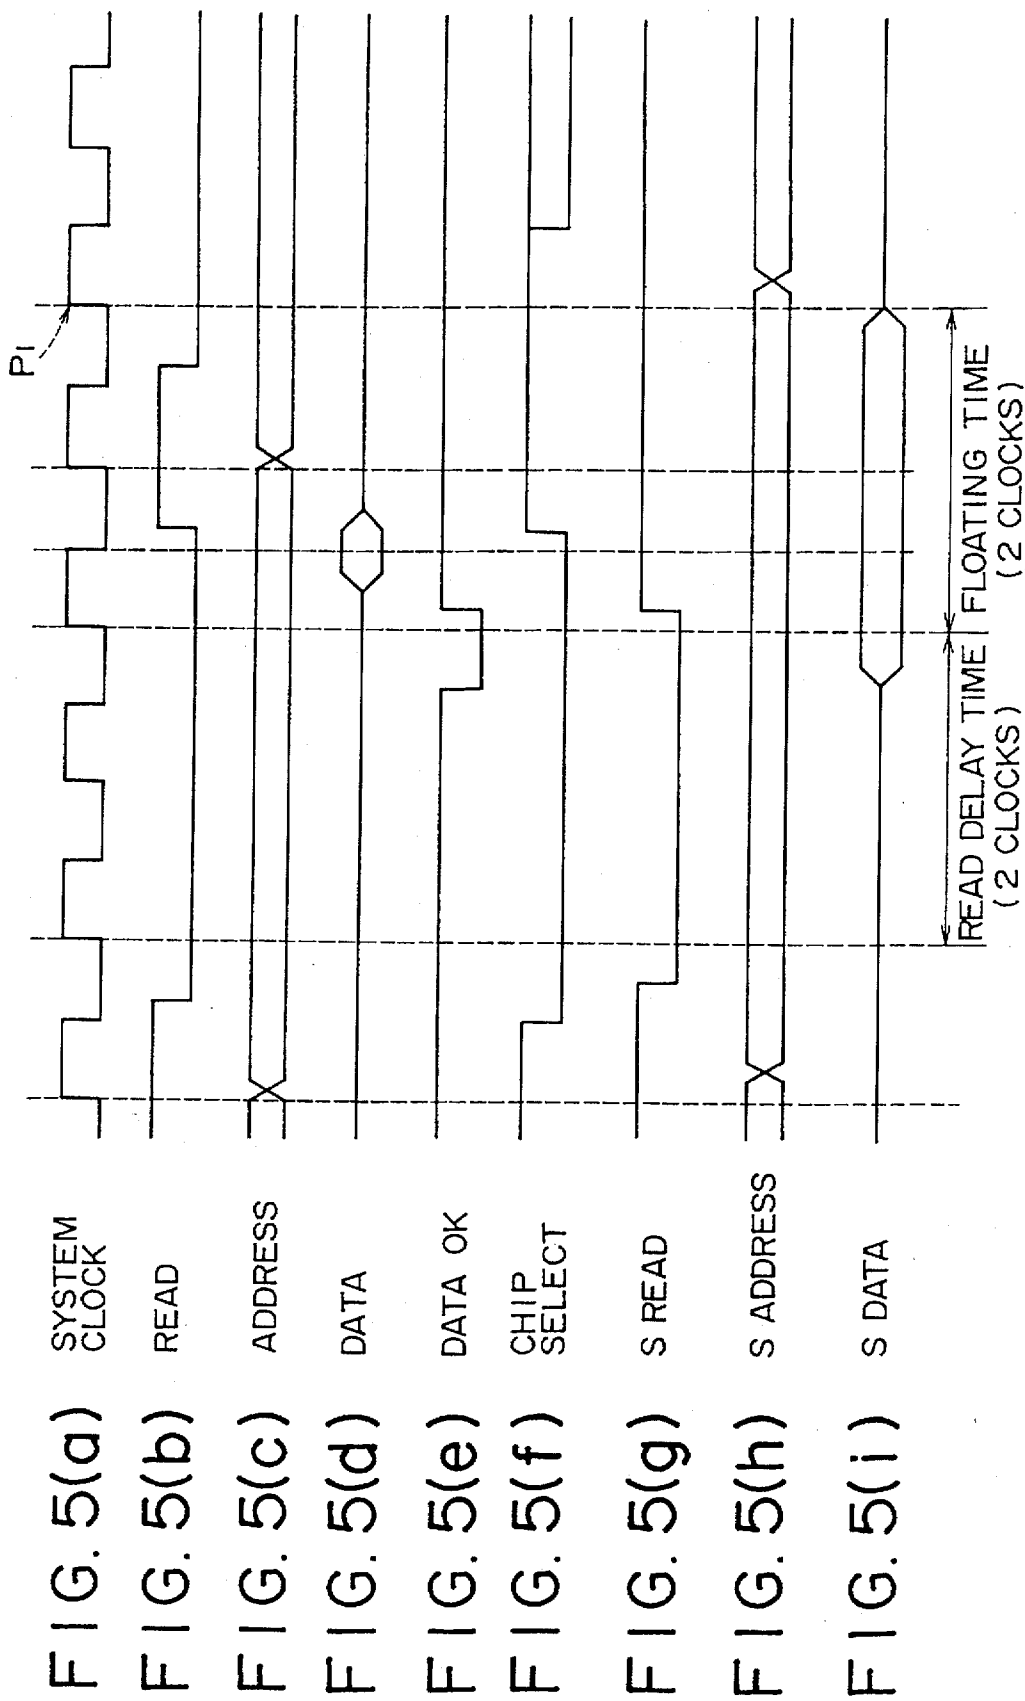 FIG. 5(a) SYSTEM
CLOCK
P1
FIG. 5(b) READ
FIG. 5(c) ADDRESS
FIG. 5(d) DATA
FIG. 5(e) DATA OK
FIG. 5(f) CHIP
SELECT
FIG. 5(g) S READ
FIG. 5(h) S ADDRESS
FIG. 5(i) S DATA
READ DELAY TIME
(2 CLOCKS)
FLOATING TIME
(2 CLOCKS)